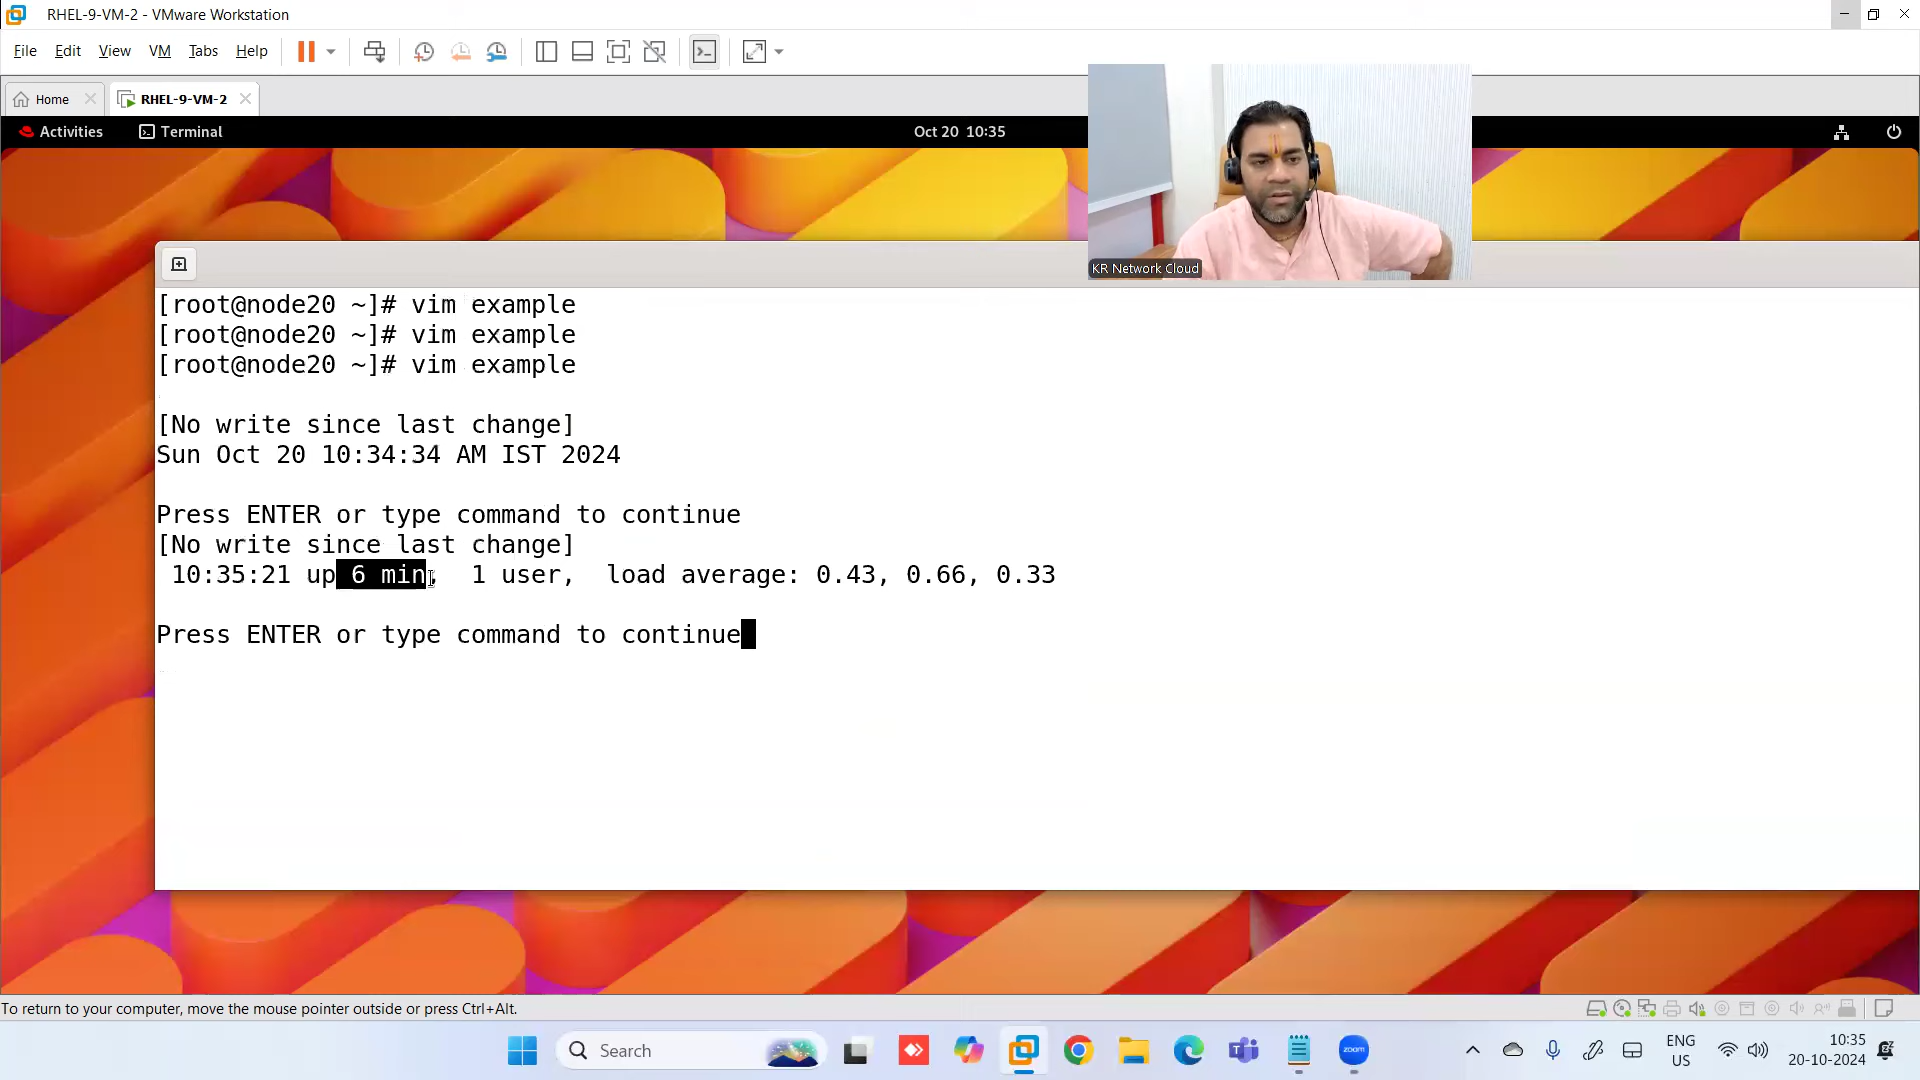 RHEL-9-VM-2 - VMware Workstation
File Edit View VM Tabs Help
Home RHEL-9-VM-2
Activities Terminal Oct 20 10:35
KR Network Cloud
[root@node20 ~]# vim example
[root@node20 ~]# vim example
[root@node20 ~]# vim example
[No write since last change]
Sun Oct 20 10:34:34 AM IST 2024
Press ENTER or type command to continue
[No write since last change]
10:35:21 up 6 min, 1 user, load average: 0.43, 0.66, 0.33
Press ENTER or type command to continue
To return to your computer, move the mouse pointer outside or press Ctrl+Alt.
Search
zoom
ENG
US
10:35
20-10-2024